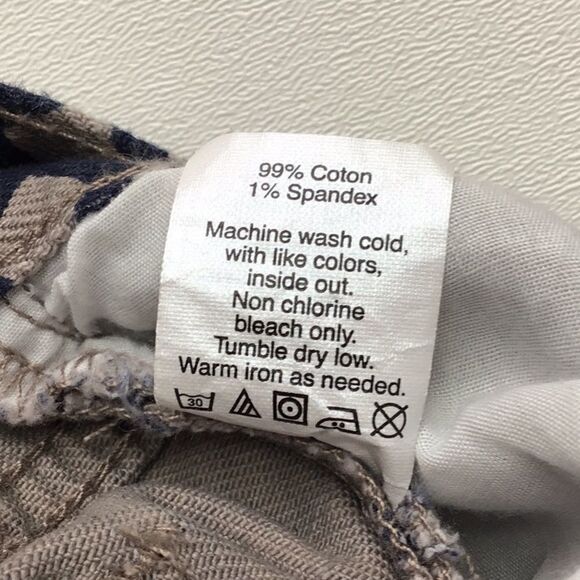 99% Coton
1% Spandex
Machine wash cold,
with like colors,
inside out.
Non chlorine
bleach only.
Tumble dry low.
Warm iron as needed.
30